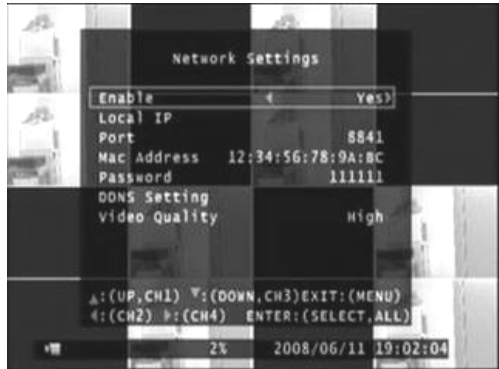 Network Settings
Enable Yes
Local IP
Port 8841
Mac Address 12:34:56:78:9A:BC
Password 111111
DDNS Setting
Video Quality High
▲:(UP,CH1) ▼:(DOWN,CH3)EXIT:(MENU)
◀:(CH2) ▶:(CH4) ENTER:(SELECT,ALL)
2% 2008/06/11 19:02:04